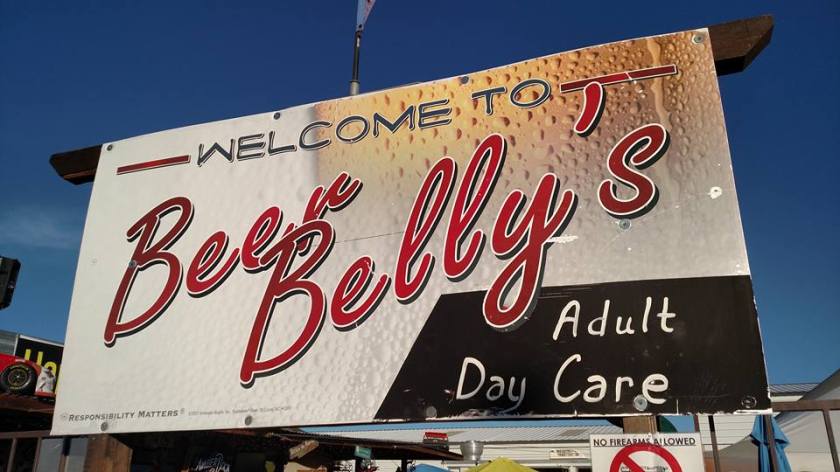 WELCOME TO
Beer
Belly's
Adult
Day Care
RESPONSIBILITY MATTERS®
NO FIREARMS ALLOWED